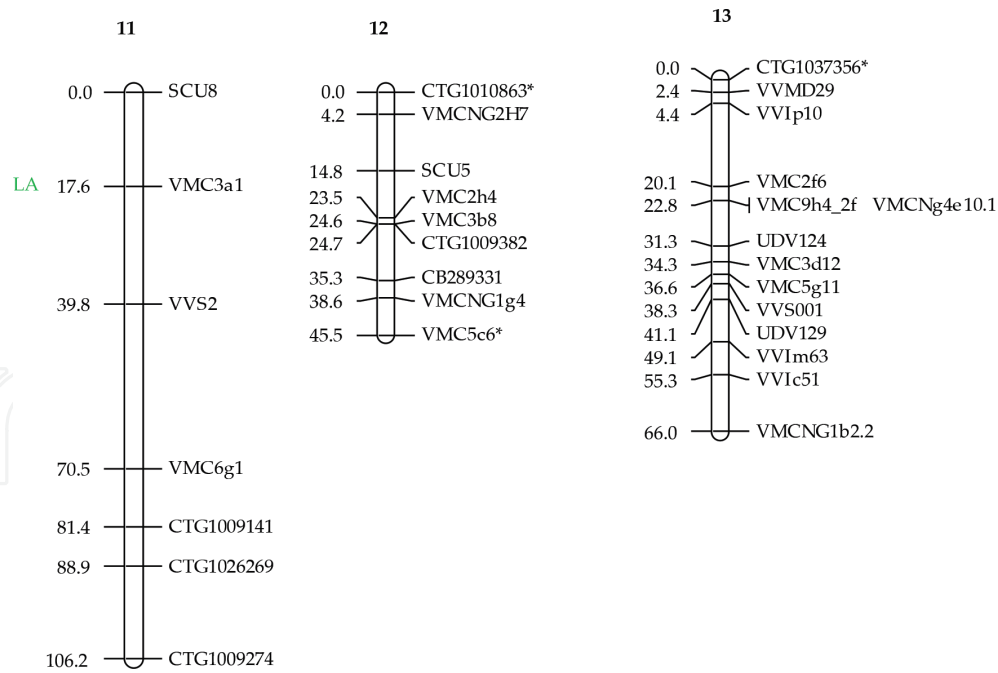 11
0.0 SCU8
LA 17.6 VMC3a1
39.8 VVS2
70.5 VMC6g1
81.4 CTG1009141
88.9 CTG1026269
106.2 CTG1009274
12
0.0 CTG1010863*
4.2 VMCNG2H7
14.8 SCU5
23.5 VMC2h4
24.6 VMC3b8
24.7 CTG1009382
35.3 CB289331
38.6 VMCNG1g4
45.5 VMC5c6*
13
0.0 CTG1037356*
2.4 VVMD29
4.4 VVIp10
20.1 VMC2f6
22.8 VMC9h4_2f VMCNg4e10.1
31.3 UDV124
34.3 VMC3d12
36.6 VMC5g11
38.3 VVS001
41.1 UDV129
49.1 VVIm63
55.3 VVIc51
66.0 VMCNG1b2.2